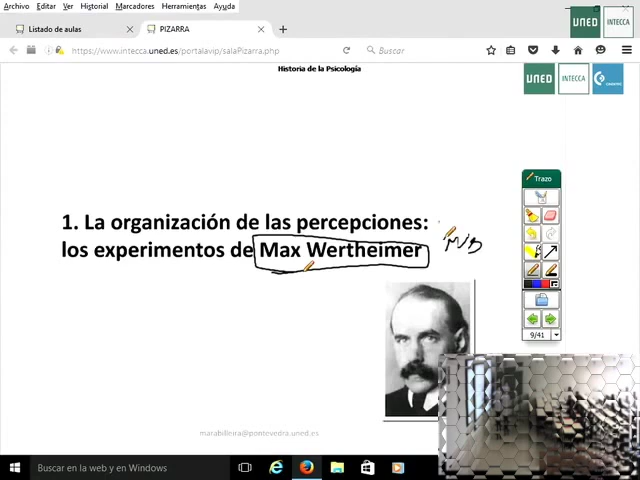 Archivo Editar Ver Historial Marcadores Herramientas Ayuda
Listado de aulas
PIZARRA
https://www.intecca.uned.es/portalavip/salaPizarra.php
Buscar
Historia de la Psicología
UNED INTECCA
UNED INTECCA
Trazo
1. La organización de las percepciones:
los experimentos de Max Wertheimer
9/41
marabilleira@pontevedra.uned.es
Buscar en la web y en Windows